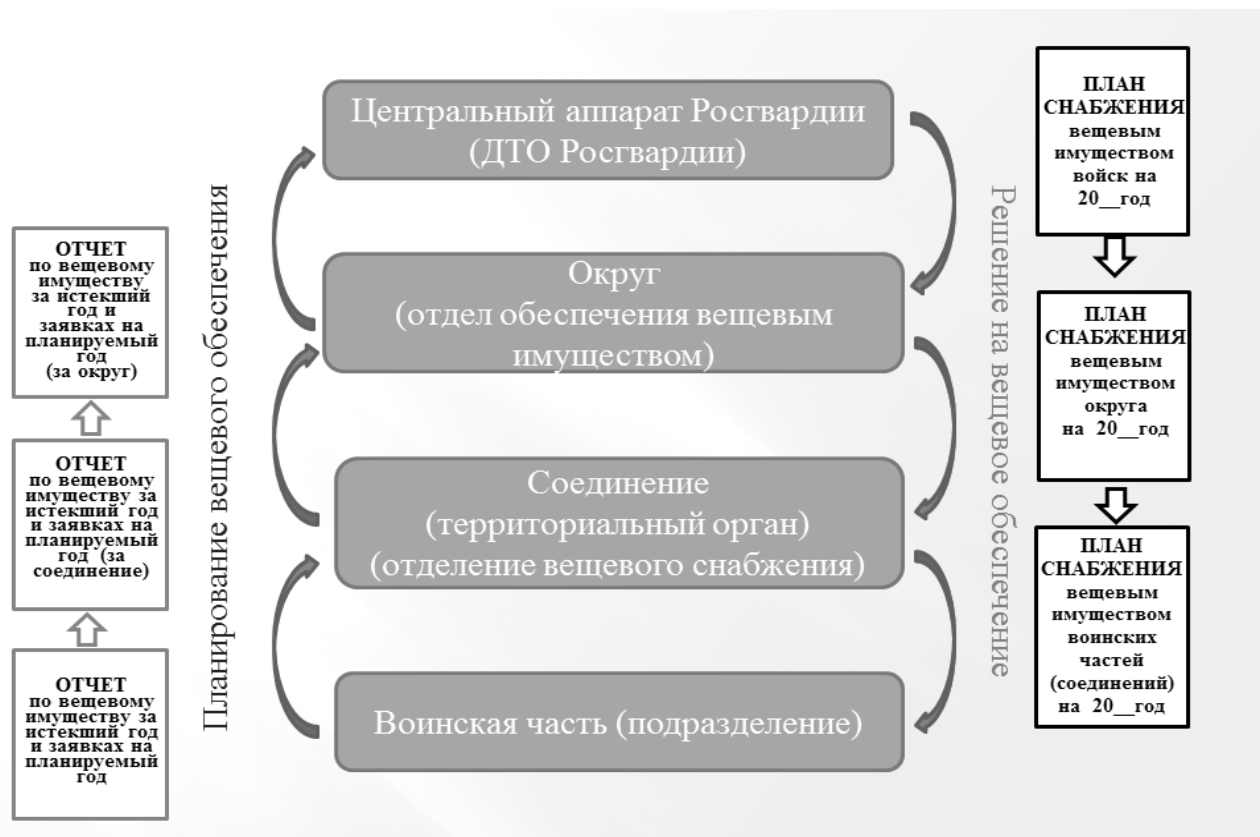 ОТЧЕТ
по вещевому
имуществу
за истекший
год и
заявках на
планируемый
год
(за округ)
ОТЧЕТ
по вещевому
имуществу за
истекший год
и заявках на
планируемый
год (за
соединение)
ОТЧЕТ
по вещевому
имуществу за
истекший год
и заявках на
планируемый
год
Планирование вещевого обеспечения
Центральный аппарат Росгвардии
(ДТО Росгвардии)
Округ
(отдел обеспечения вещевым
имуществом)
Соединение
(территориальный орган)
(отделение вещевого снабжения)
Воинская часть (подразделение)
Решение на вещевое обеспечение
ПЛАН
СНАБЖЕНИЯ
вещевым
имуществом
войск на
20__год
ПЛАН
СНАБЖЕНИЯ
вещевым
имуществом
округа
на 20__год
ПЛАН
СНАБЖЕНИЯ
вещевым
имуществом
воинских
частей
(соединений)
на 20__год